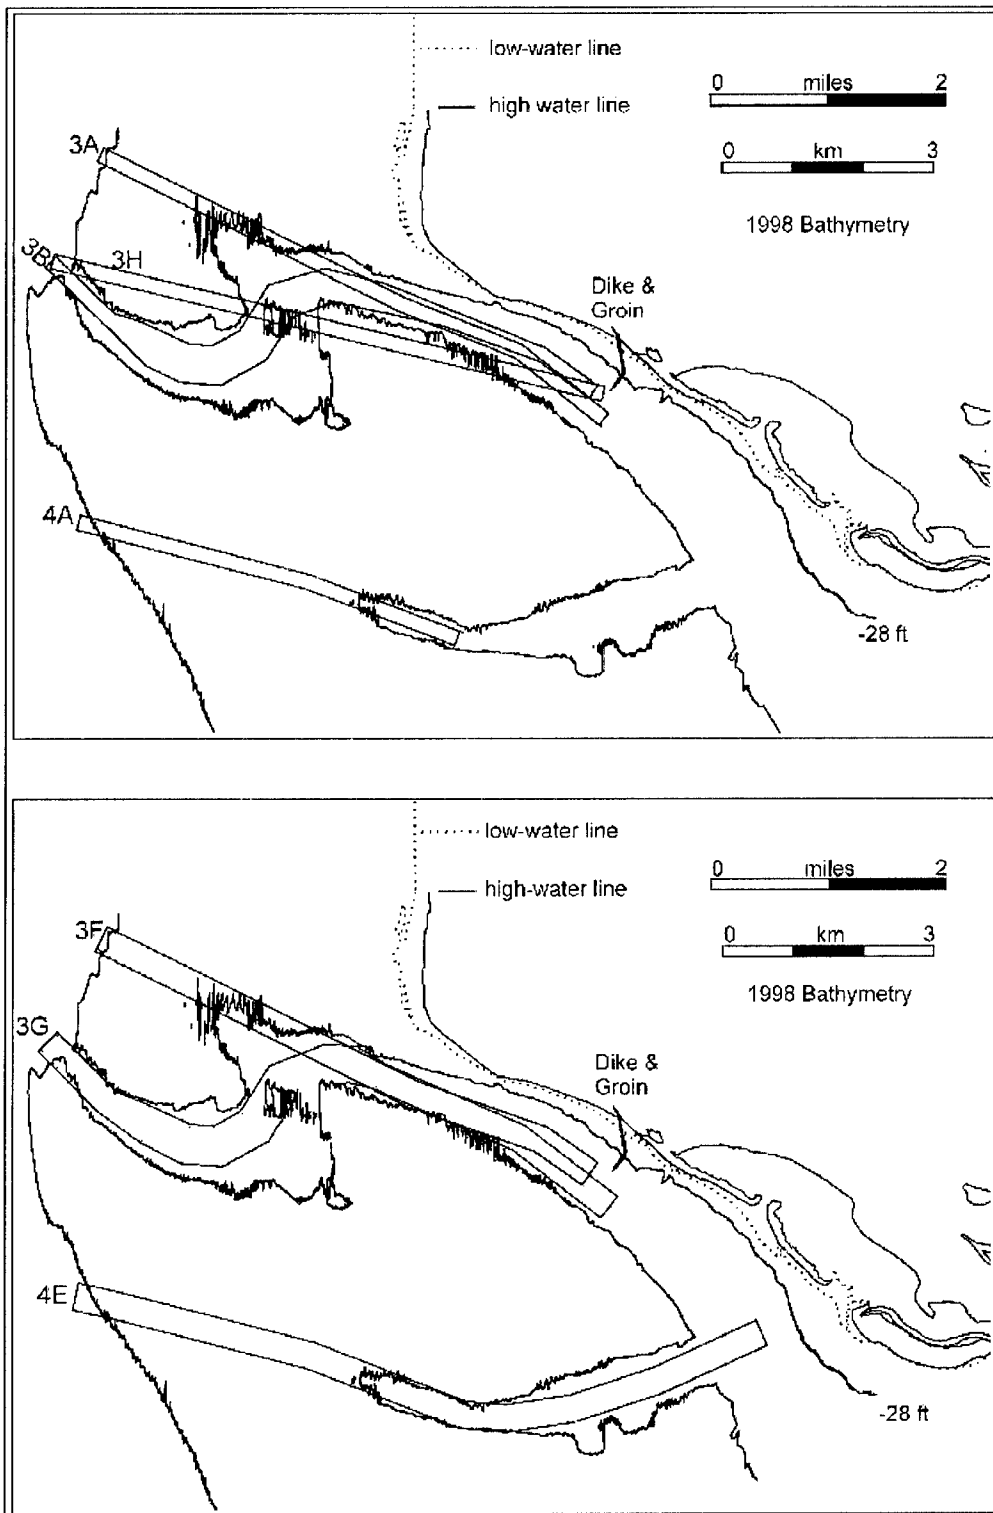 low-water line
0 miles 2
high water line
3A
0 km 3
1998 Bathymetry
3B
3H
Dike &
Groin
4A
-28 ft
low-water line
0 miles 2
high-water line
3F
0 km 3
1998 Bathymetry
3G
Dike &
Groin
4E
-28 ft